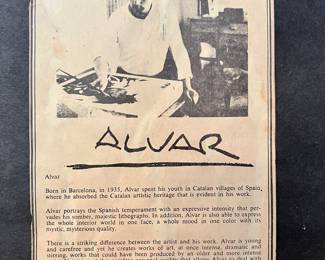 ALVAR
Alvar
Born in Barcelona, in 1935, Alvar spent his youth in Catalan villages of Spain,
where he absorbed the Catalan artistic heritage that is evident in his work.
Alvar portrays the Spanish temperament with an expressive intensity that per-
vades his somber, majestic lithographs. In addition, Alvar is also able to express
the whole interior world in one face, a whole mood in one color with its
mystic, mysterious quality.
There is a striking difference between the artist and his work. Alvar is young
and carefree and yet he creates works of art, at once intense, dramatic and
stirring, works that could have been produced by an older and more intense